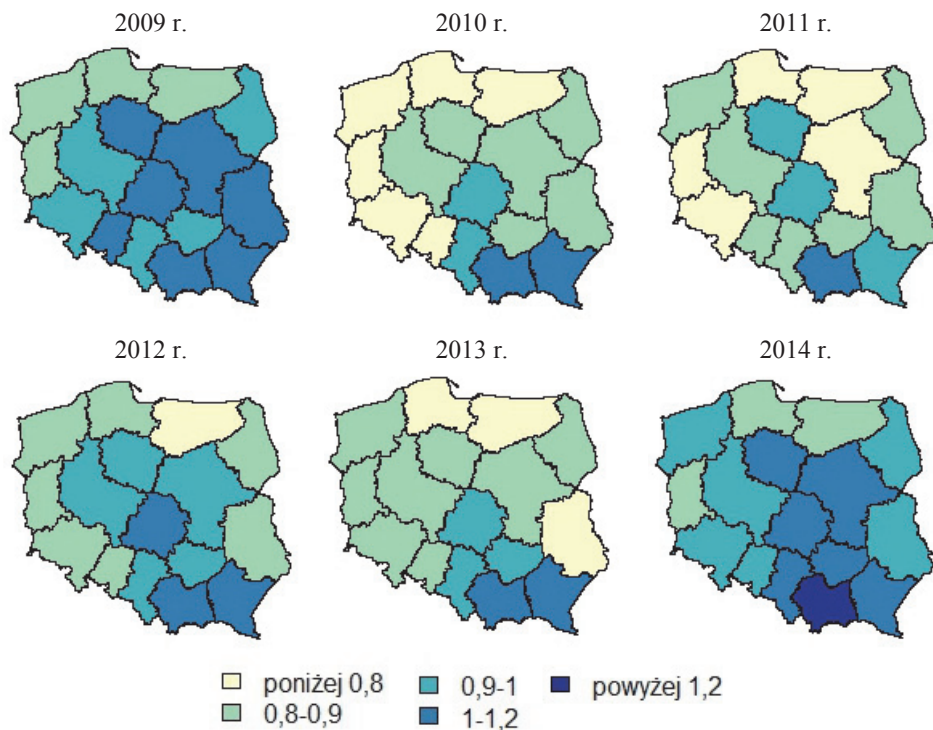 2009 r. 2010 r. 2011 r.
2012 r. 2013 r. 2014 r.
poniżej 0,8 0,9-1 powyżej 1,2
0,8-0,9 1-1,2